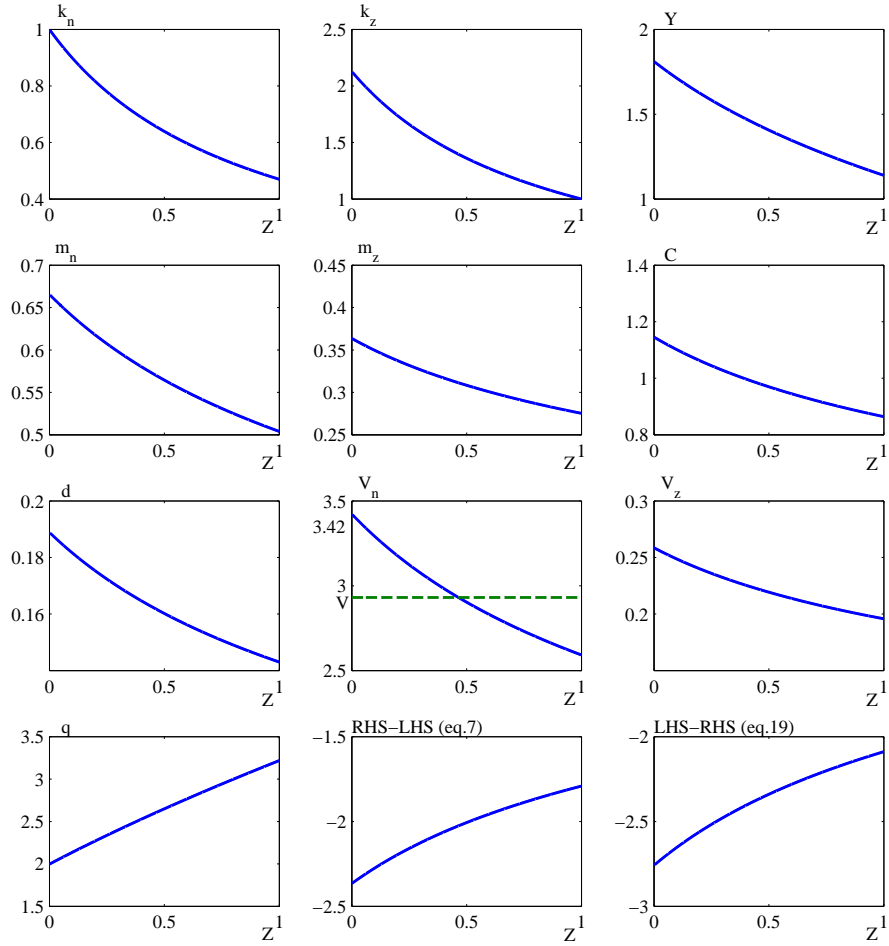 k_n
1
0.8
0.6
0.4
0 0.5 1
Z
k_z
2.5
2
1.5
1
0 0.5 1
Z
Y
2
1.5
1
0 0.5 1
Z
m_n
0.7
0.65
0.6
0.55
0.5
0 0.5 1
Z
m_z
0.45
0.4
0.35
0.3
0.25
0 0.5 1
Z
C
1.4
1.2
1
0.8
0 0.5 1
Z
d
0.2
0.18
0.16
0 0.5 1
Z
V_n
3.5
3.42
3
V
2.5
0 0.5 1
Z
V_z
0.3
0.25
0.2
0 0.5 1
Z
q
3.5
3
2.5
2
1.5
0 0.5 1
Z
RHS−LHS (eq.7)
−1.5
−2
−2.5
0 0.5 1
Z
LHS−RHS (eq.19)
−2
−2.5
−3
0 0.5 1
Z